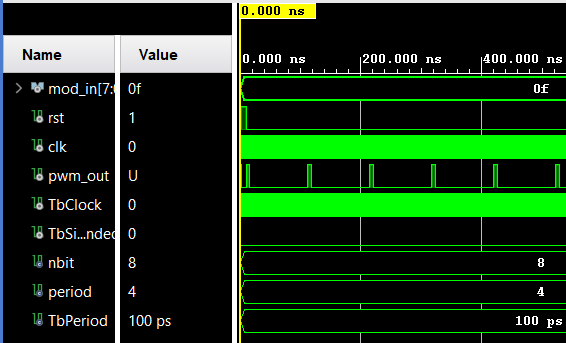 0.000 ns
Name Value
0.000 ns 200.000 ns 400.000 ns
mod_in[7:0 0f 0f
rst 1
clk 0
pwm_out U
TbClock 0
TbSi...nded 0
nbit 8 8
period 4 4
TbPeriod 100 ps 100 ps